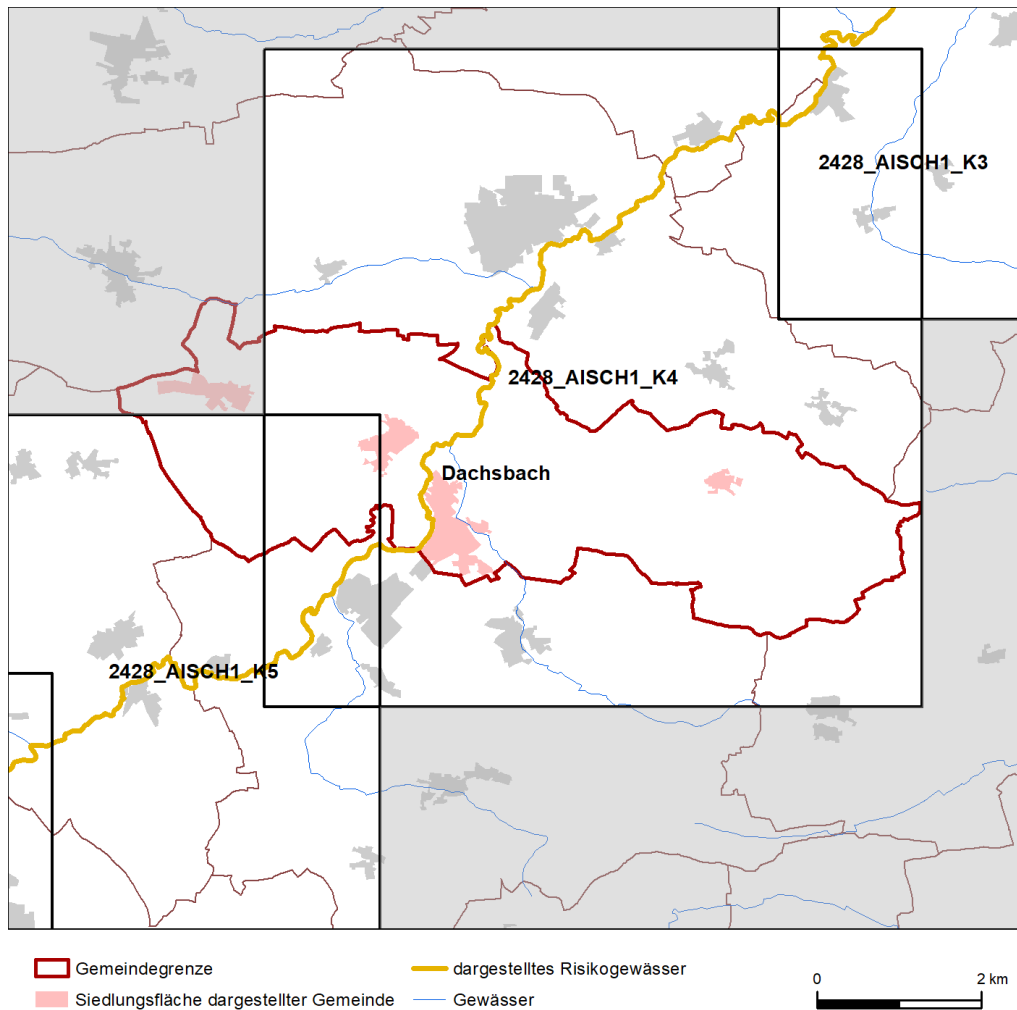 2428_AISCH1_K3
2428_AISCH1_K4
Dachsbach
2428_AISCH1_K5
Gemeindegrenze
dargestelltes Risikogewässer
Siedlungsfläche dargestellter Gemeinde
Gewässer
0
2 km